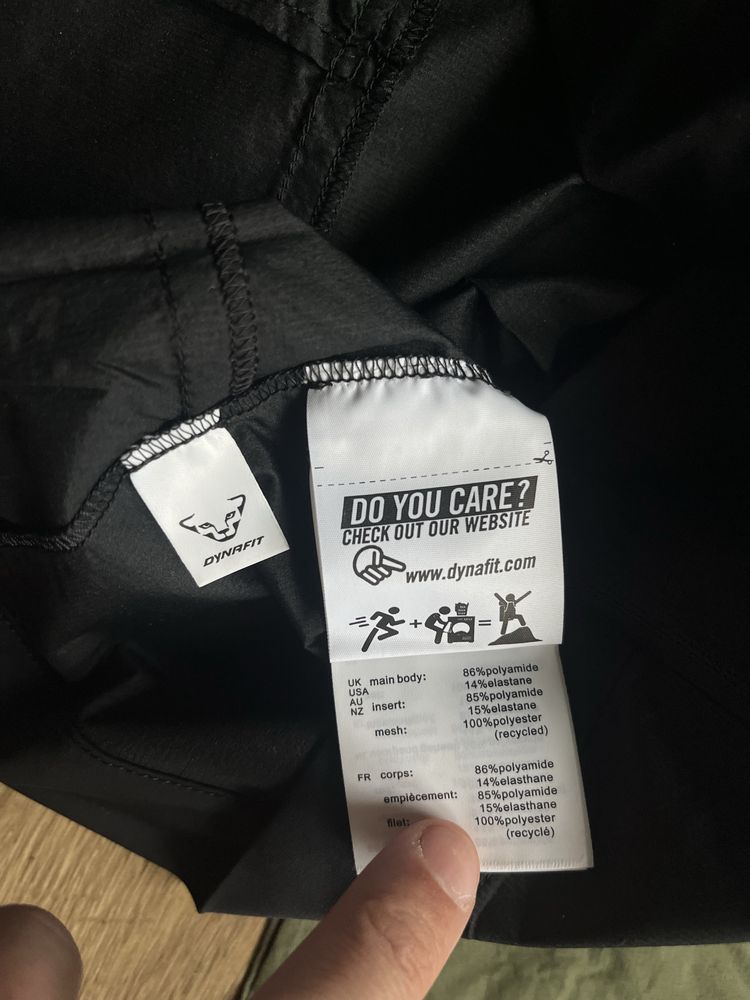 DYNAFIT
DO YOU CARE?
CHECK OUT OUR WEBSITE
www.dynafit.com
+ =
UK USA AU NZ
main body: 86%polyamide
14%elastane
insert: 85%polyamide
15%elastane
mesh: 100%polyester
(recycled)
FR corps: 86%polyamide
14%elasthane
empiècement: 85%polyamide
15%elasthane
filet: 100%polyester
(recyclé)